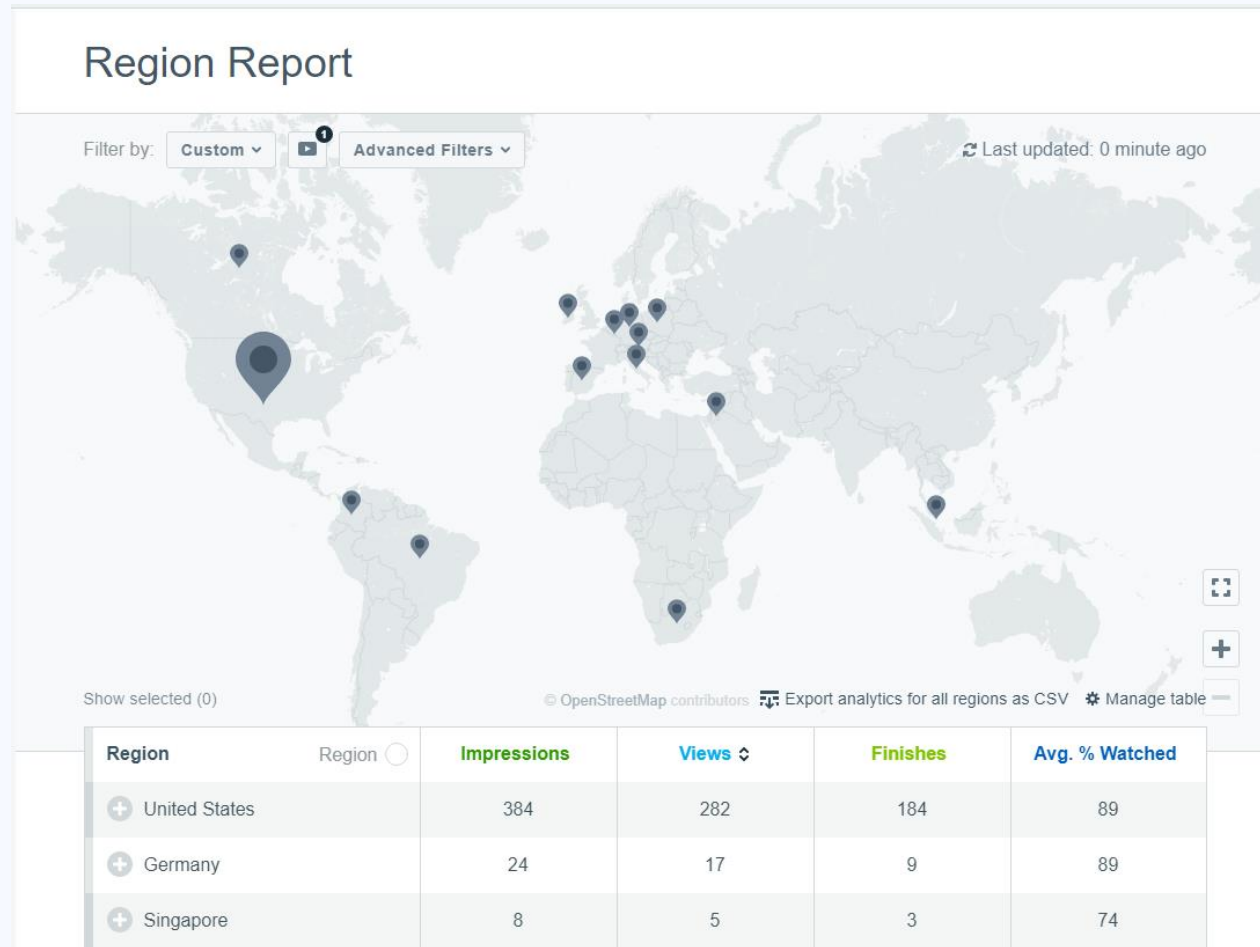 Region Report
Filter by: Custom 1 Advanced Filters Last updated: 0 minute ago
Show selected (0) © OpenStreetMap contributors Export analytics for all regions as CSV Manage table
Region Region Impressions Views Finishes Avg. % Watched
United States 384 282 184 89
Germany 24 17 9 89
Singapore 8 5 3 74